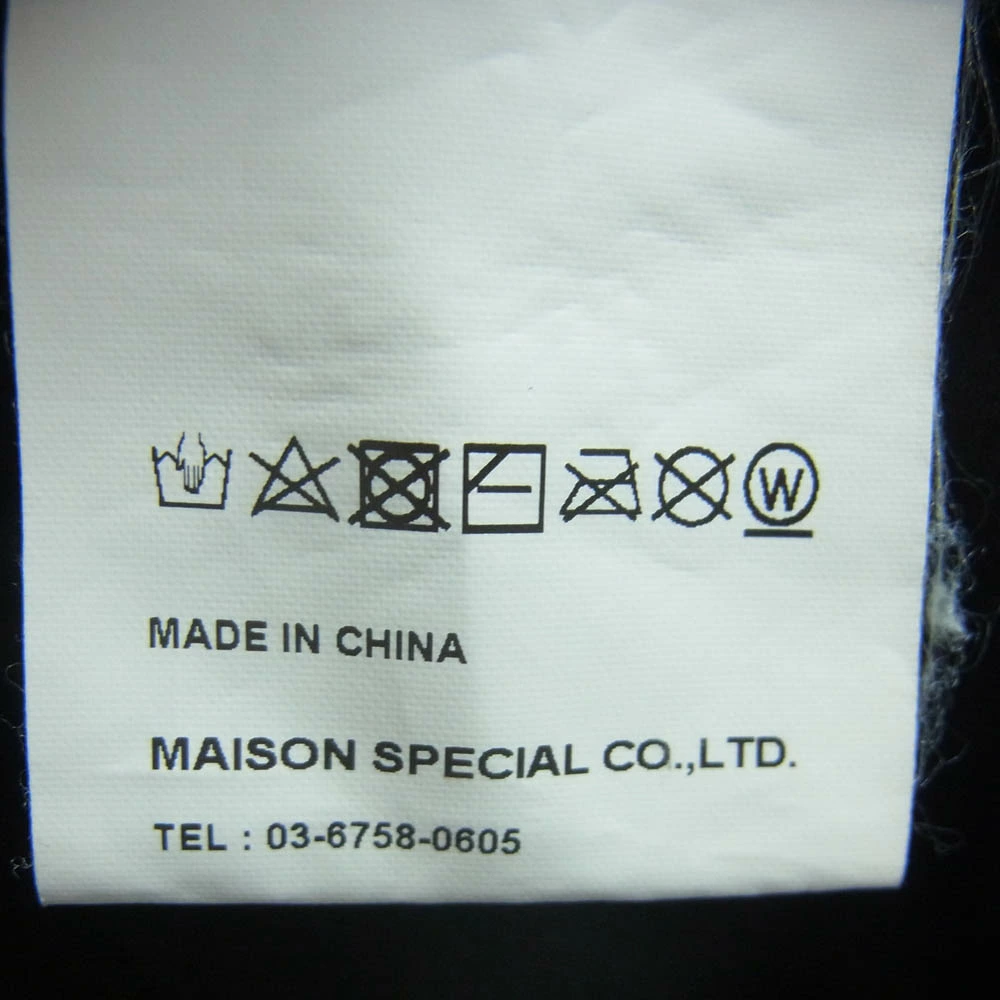 W
MADE IN CHINA
MAISON SPECIAL CO.,LTD.
TEL : 03-6758-0605